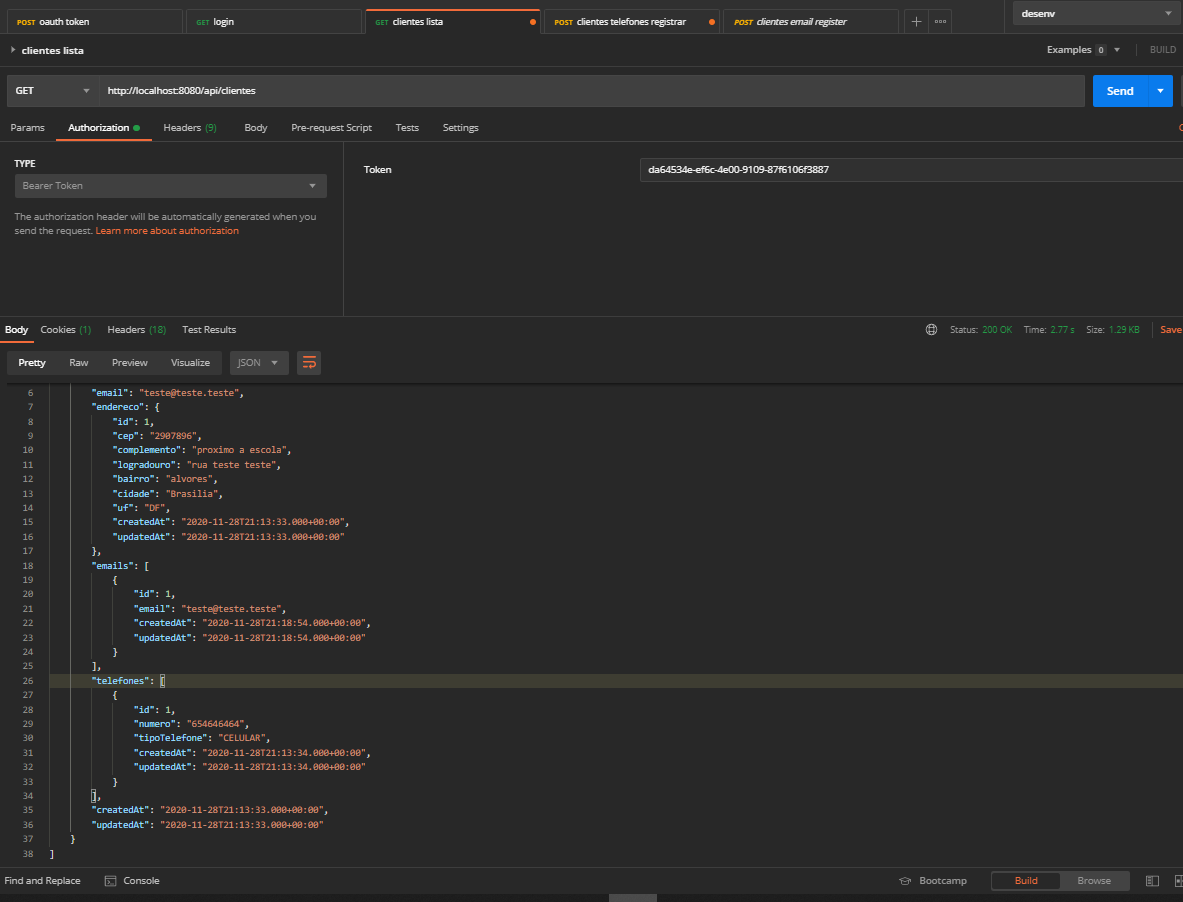 POST oauth token GET login GET clientes lista POST clientes telefones registrar POST clientes email register desenv
clientes lista Examples 0 BUILD
GET http://localhost:8080/api/clientes Send
Params Authorization Headers (9) Body Pre-request Script Tests Settings
TYPE
Bearer Token
The authorization header will be automatically generated when you
send the request. Learn more about authorization
Token da64534e-ef6c-4e00-9109-87f6106f3887
Body Cookies (1) Headers (18) Test Results Status: 200 OK Time: 2.77 s Size: 1.29 KB Save
Pretty Raw Preview Visualize JSON
6 "email": "teste@teste.teste",
7 "endereco": {
8 "id": 1,
9 "cep": "2907896",
10 "complemento": "proximo a escola",
11 "logradouro": "rua teste teste",
12 "bairro": "alvores",
13 "cidade": "Brasilia",
14 "uf": "DF",
15 "createdAt": "2020-11-28T21:13:33.000+00:00",
16 "updatedAt": "2020-11-28T21:13:33.000+00:00"
17 },
18 "emails": [
19 {
20 "id": 1,
21 "email": "teste@teste.teste",
22 "createdAt": "2020-11-28T21:18:54.000+00:00",
23 "updatedAt": "2020-11-28T21:18:54.000+00:00"
24 }
25 ],
26 "telefones": [
27 {
28 "id": 1,
29 "numero": "654646464",
30 "tipoTelefone": "CELULAR",
31 "createdAt": "2020-11-28T21:13:34.000+00:00",
32 "updatedAt": "2020-11-28T21:13:34.000+00:00"
33 }
34 ],
35 "createdAt": "2020-11-28T21:13:33.000+00:00",
36 "updatedAt": "2020-11-28T21:13:33.000+00:00"
37 }
38 ]
Find and Replace Console Bootcamp Build Browse